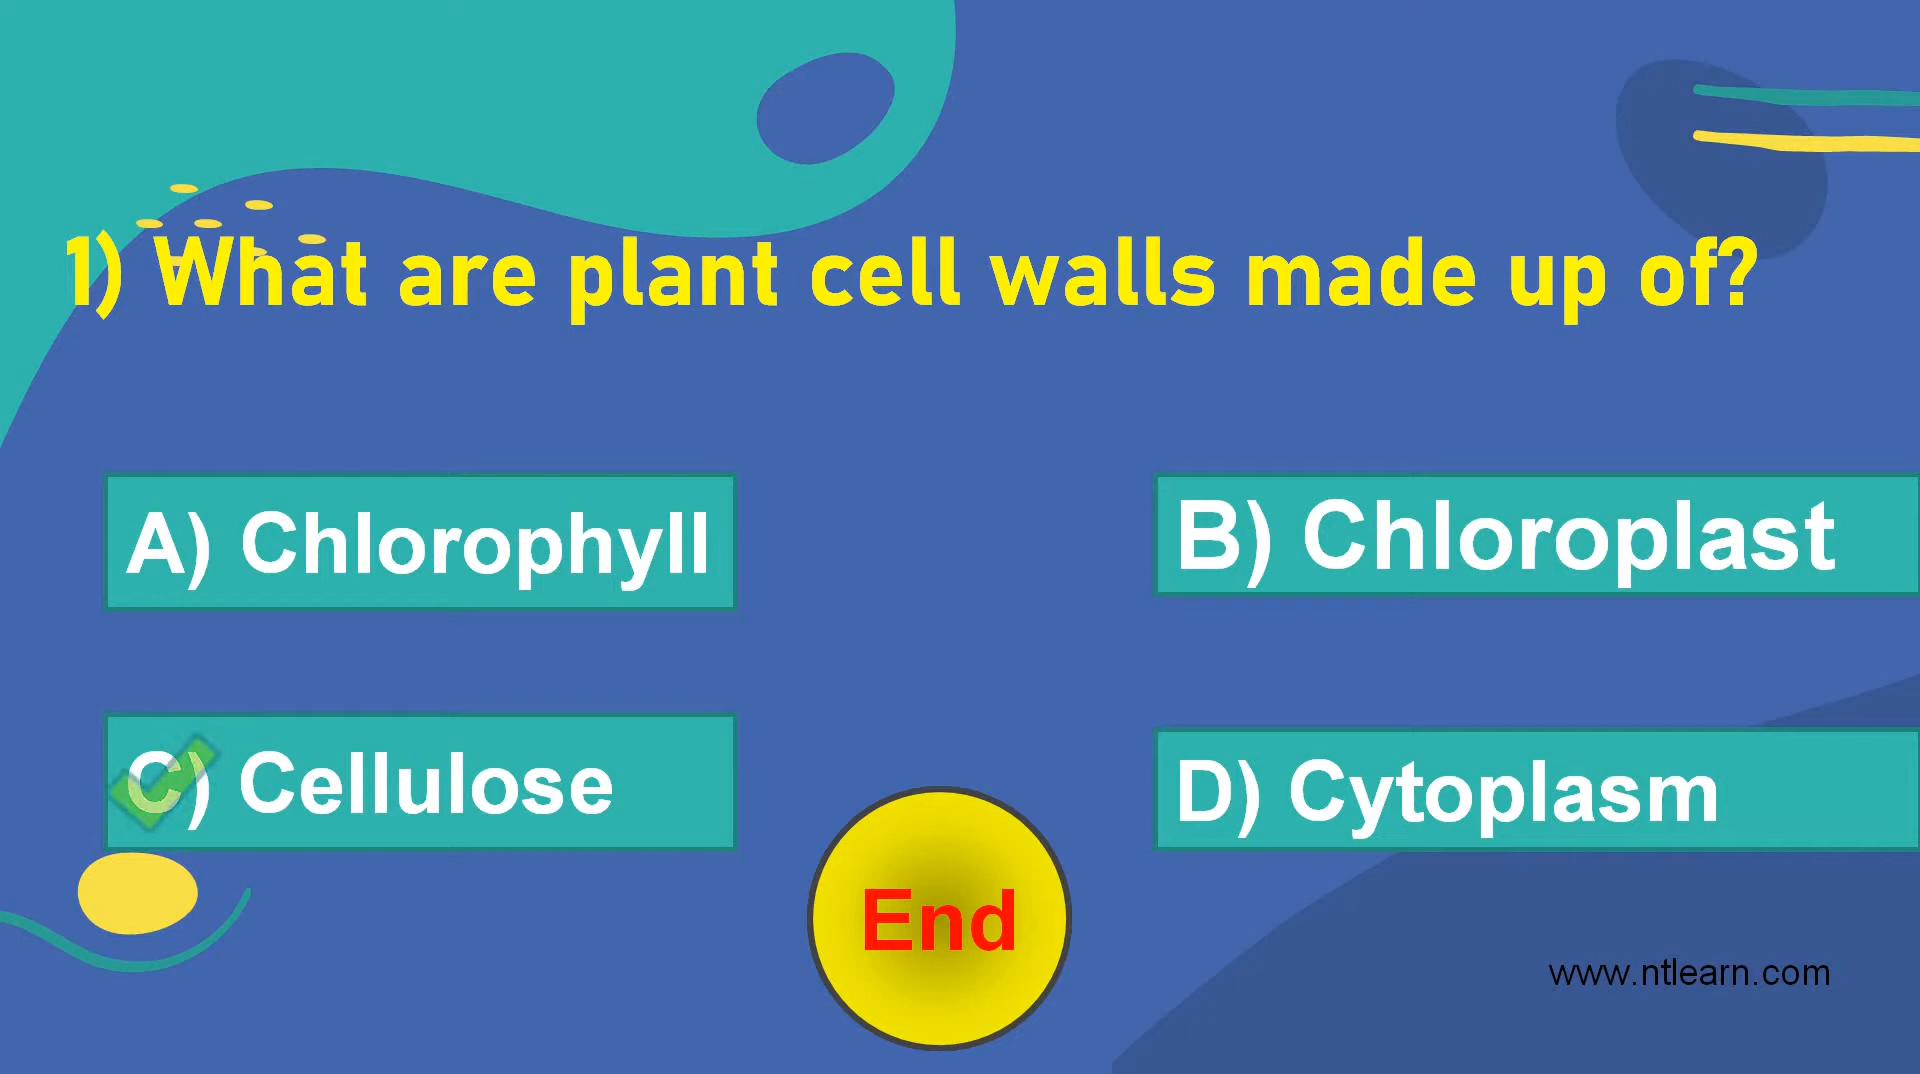 1) What are plant cell walls made up of?
A) Chlorophyll
B) Chloroplast
C) Cellulose
D) Cytoplasm
End
www.ntlearn.com